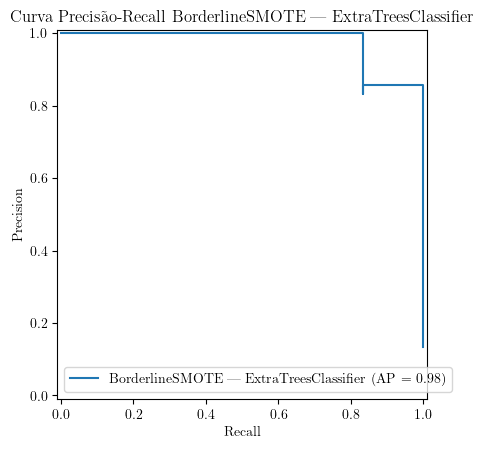 Curva Precisão-Recall BorderlineSMOTE — ExtraTreesClassifier
1.0
0.8
0.6
0.4
0.2
0.0
Precision
BorderlineSMOTE — ExtraTreesClassifier (AP = 0.98)
0.0 0.2 0.4 0.6 0.8 1.0
Recall